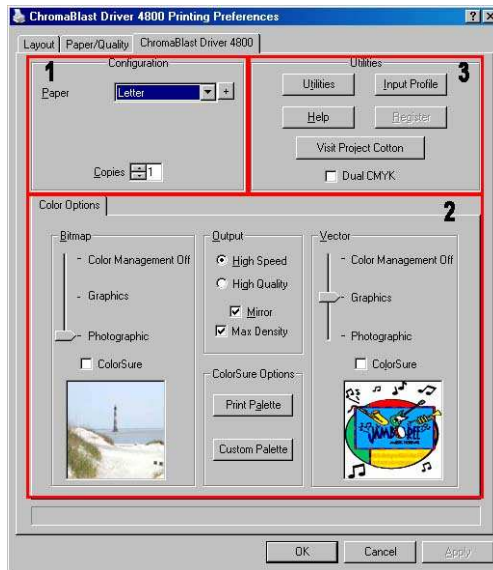 ChromaBlast Driver 4800 Printing Preferences
Layout Paper/Quality ChromaBlast Driver 4800
1
Configuration
Paper Letter +
Copies 1
3
Utilities
Utilities Input Profile
Help Register
Visit Project Cotton
Dual CMYK
2
Color Options
Bitmap
Color Management Off
Graphics
Photographic
ColorSure
Output
High Speed
High Quality
Mirror
Max Density
ColorSure Options
Print Palette
Custom Palette
Vector
Color Management Off
Graphics
Photographic
ColorSure
JAMBOREE
OK Cancel Apply